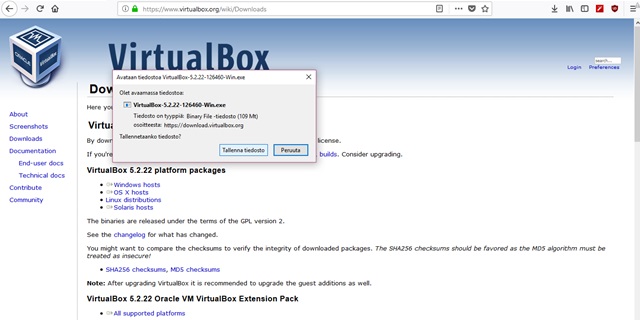 https://www.virtualbox.org/wiki/Downloads
VirtualBox
search...
Login Preferences
About
Screenshots
Downloads
Documentation
End-user docs
Technical docs
Contribute
Community
Avataan tiedostoa VirtualBox-5.2.22-126460-Win.exe
Olet avaamassa tiedostoa:
VirtualBox-5.2.22-126460-Win.exe
Tiedosto on tyyppiä: Binary File -tiedosto (109 Mt)
osoitteesta: https://download.virtualbox.org
Tallennetaanko tiedosto?
Tallenna tiedosto Peruuta
Dow
Here you
Virtua
By down license.
If you're builds. Consider upgrading.
VirtualBox 5.2.22 platform packages
Windows hosts
OS X hosts
Linux distributions
Solaris hosts
The binaries are released under the terms of the GPL version 2.
See the changelog for what has changed.
You might want to compare the checksums to verify the integrity of downloaded packages. The SHA256 checksums should be favored as the MD5 algorithm must be
treated as insecure!
SHA256 checksums, MD5 checksums
Note: After upgrading VirtualBox it is recommended to upgrade the guest additions as well.
VirtualBox 5.2.22 Oracle VM VirtualBox Extension Pack
All supported platforms